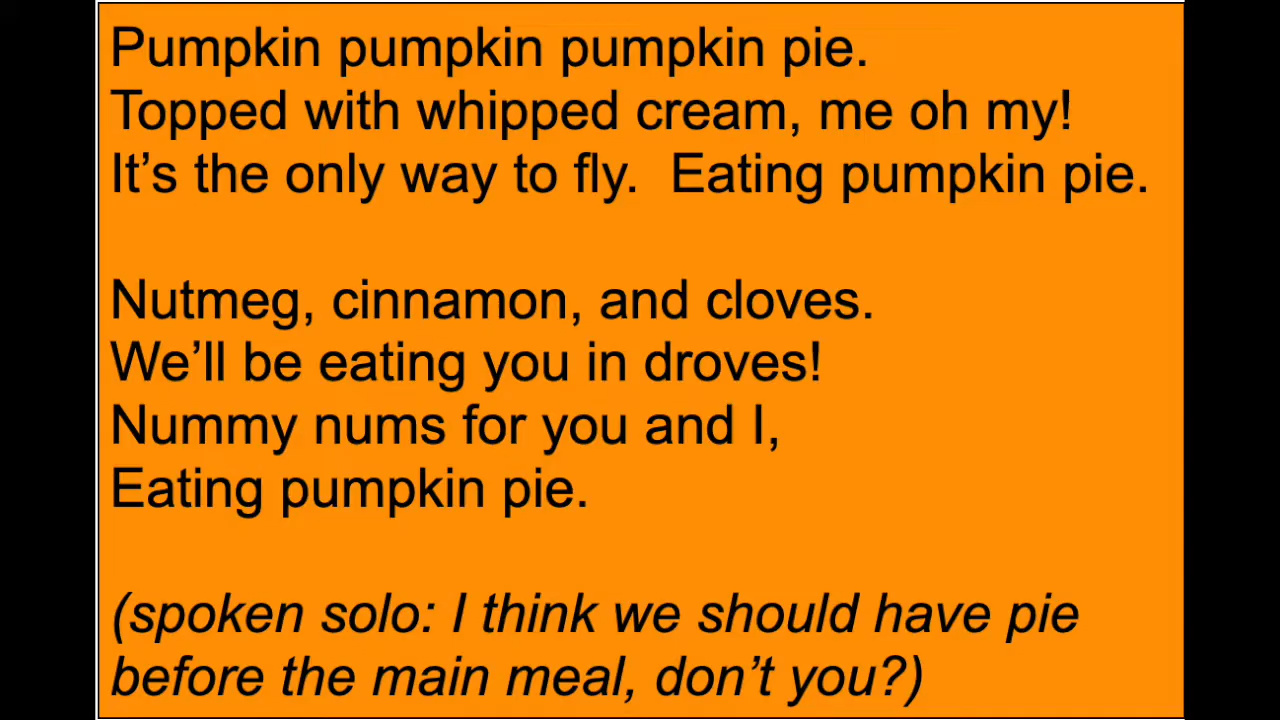 Pumpkin pumpkin pumpkin pie.
Topped with whipped cream, me oh my!
It’s the only way to fly.  Eating pumpkin pie.
Nutmeg, cinnamon, and cloves.
We’ll be eating you in droves!
Nummy nums for you and I,
Eating pumpkin pie.
(spoken solo: I think we should have pie
before the main meal, don’t you?)